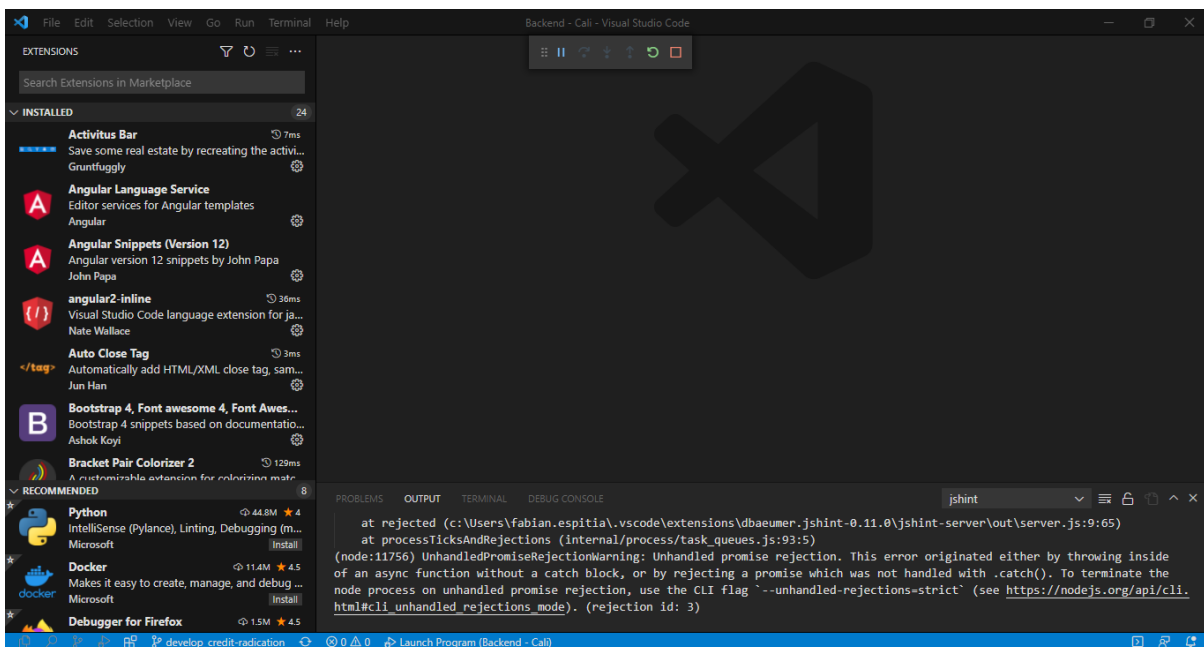 File Edit Selection View Go Run Terminal Help
Backend - Cali - Visual Studio Code
EXTENSIONS
Search Extensions in Marketplace
INSTALLED 24
Activitus Bar 7ms
Save some real estate by recreating the activi...
Gruntfuggly
Angular Language Service
Editor services for Angular templates
Angular
Angular Snippets (Version 12)
Angular version 12 snippets by John Papa
John Papa
angular2-inline 36ms
Visual Studio Code language extension for ja...
Nate Wallace
</tag>
Auto Close Tag 3ms
Automatically add HTML/XML close tag, sam...
Jun Han
Bootstrap 4, Font awesome 4, Font Awes...
Bootstrap 4 snippets based on documentatio...
Ashok Koyi
Bracket Pair Colorizer 2 129ms
A customizable extension for colorizing matc
RECOMMENDED 8
Python 44.8M ★ 4
IntelliSense (Pylance), Linting, Debugging (m...
Microsoft Install
docker
Docker 11.4M ★ 4.5
Makes it easy to create, manage, and debug ...
Microsoft Install
Debugger for Firefox 1.5M ★ 4.5
PROBLEMS OUTPUT TERMINAL DEBUG CONSOLE
jshint
at rejected (c:\Users\fabian.espitia\.vscode\extensions\dbaeumer.jshint-0.11.0\jshint-server\out\server.js:9:65)
at processTicksAndRejections (internal/process/task_queues.js:93:5)
(node:11756) UnhandledPromiseRejectionWarning: Unhandled promise rejection. This error originated either by throwing inside
of an async function without a catch block, or by rejecting a promise which was not handled with .catch(). To terminate the
node process on unhandled promise rejection, use the CLI flag `--unhandled-rejections=strict` (see https://nodejs.org/api/cli.
html#cli_unhandled_rejections_mode). (rejection id: 3)
develop_credit-radication 0 0 Launch Program (Backend - Cali)